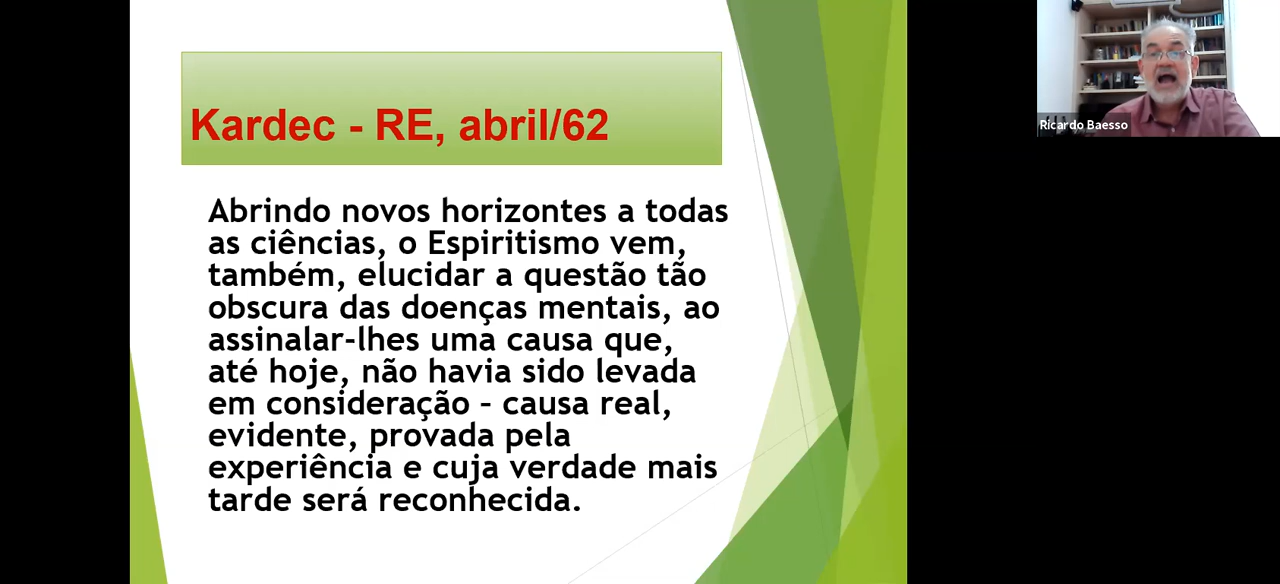 Kardec - RE, abril/62
Abrindo novos horizontes a todas
as ciências, o Espiritismo vem,
também, elucidar a questão tão
obscura das doenças mentais, ao
assinalar-lhes uma causa que,
até hoje, não havia sido levada
em consideração – causa real,
evidente, provada pela
experiência e cuja verdade mais
tarde será reconhecida.
Ricardo Baesso